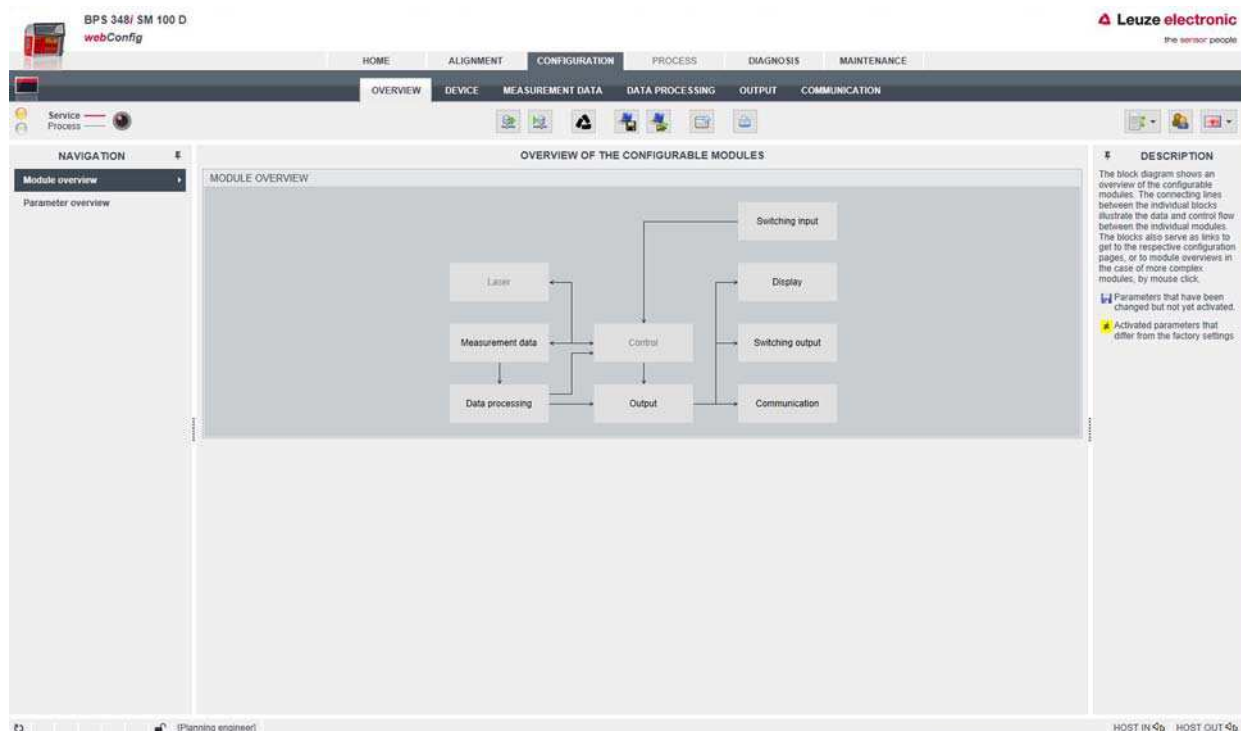 BPS 348i SM 100 D
webConfig
Leuze electronic
the sensor people
HOME ALIGNMENT CONFIGURATION PROCESS DIAGNOSIS MAINTENANCE
OVERVIEW DEVICE MEASUREMENT DATA DATA PROCESSING OUTPUT COMMUNICATION
Service
Process
NAVIGATION
Module overview
Parameter overview
OVERVIEW OF THE CONFIGURABLE MODULES
MODULE OVERVIEW
Switching input
Laser
Display
Measurement data
Control
Switching output
Data processing
Output
Communication
DESCRIPTION
The block diagram shows an
overview of the configurable
modules. The connecting lines
between the individual blocks
illustrate the data and control flow
between the individual modules.
The blocks also serve as links to
get to the respective configuration
pages, or to module overviews in
the case of more complex
modules, by mouse click.
Parameters that have been
changed but not yet activated.
Activated parameters that
differ from the factory settings
(Planning engineer)
HOST IN HOST OUT